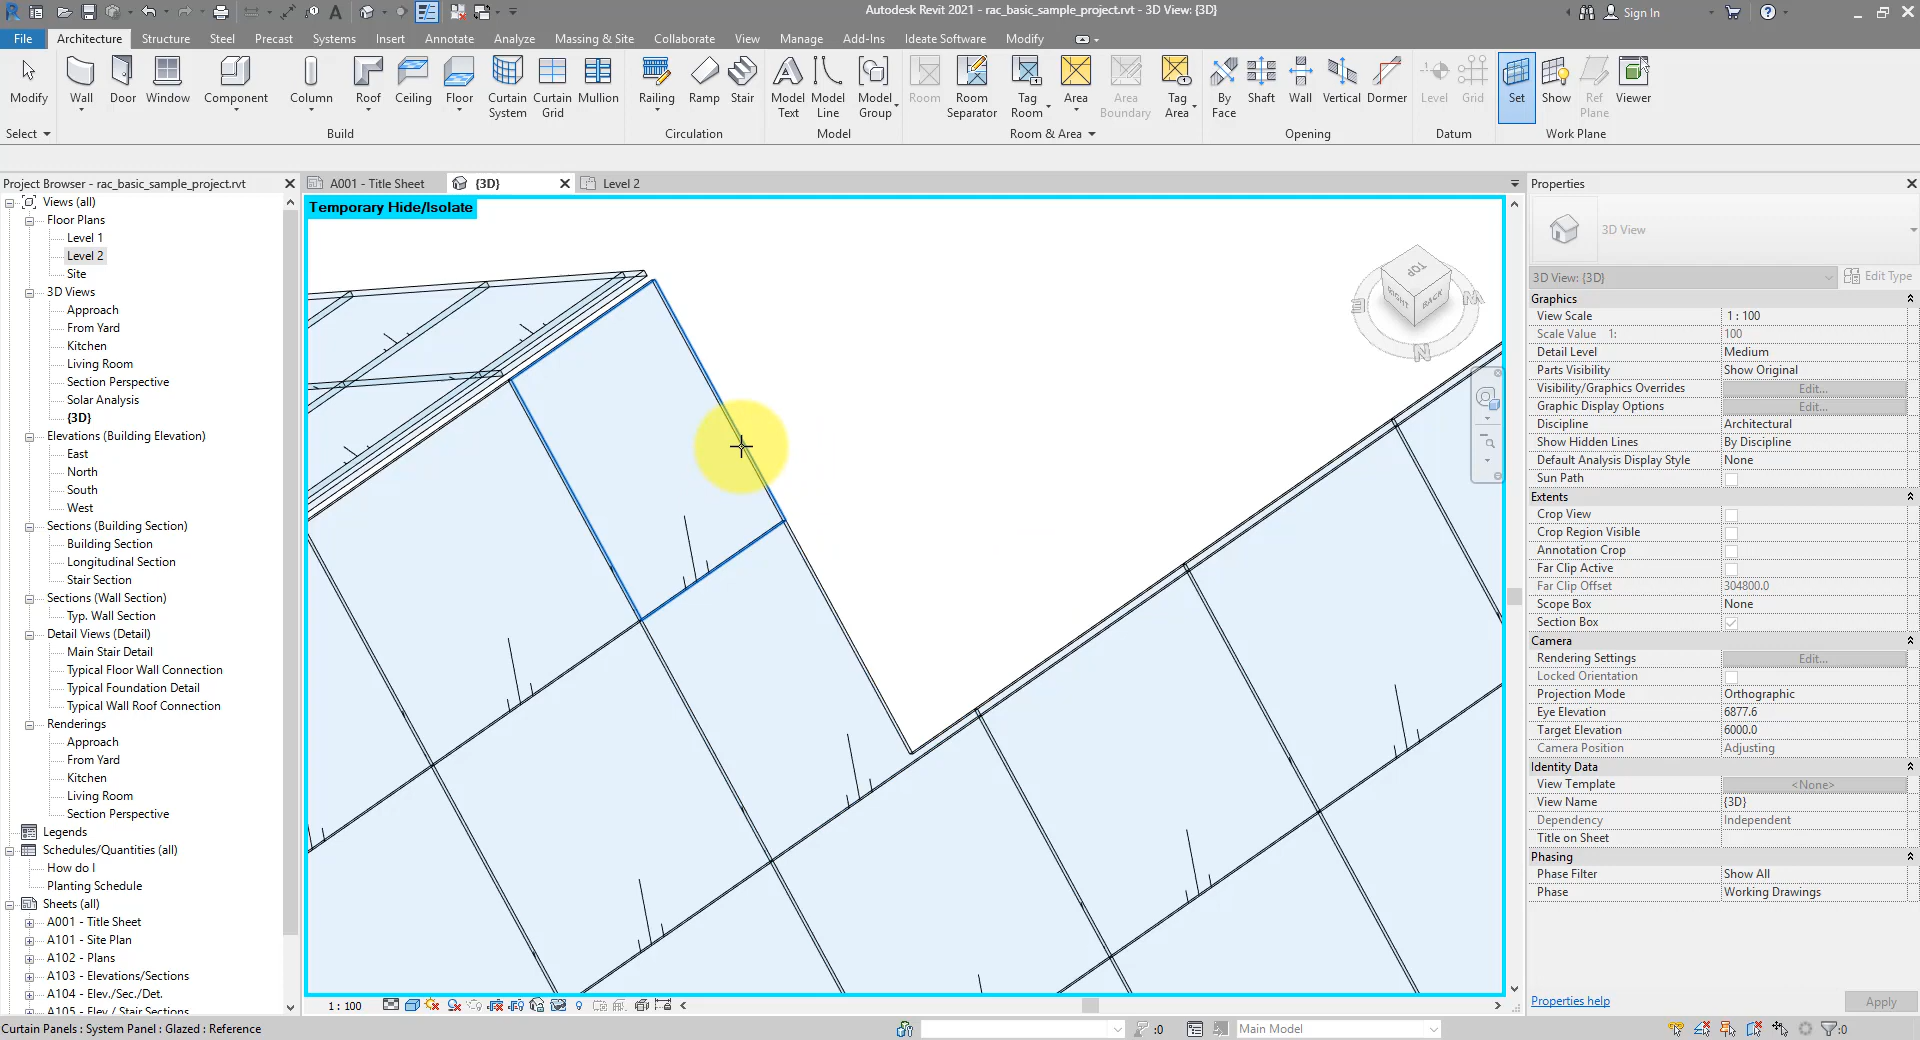 Autodesk Revit 2021 - rac_basic_sample_project.rvt - 3D View: {3D}
Sign In
File
Architecture
Structure
Steel
Precast
Systems
Insert
Annotate
Analyze
Massing & Site
Collaborate
View
Manage
Add-Ins
Ideate Software
Modify
Modify
Wall
Door
Window
Component
Column
Roof
Ceiling
Floor
Curtain System
Curtain Grid
Mullion
Railing
Ramp
Stair
Model Text
Model Line
Model Group
Room
Room Separator
Tag Room
Area
Area Boundary
Tag Area
By Face
Shaft
Wall
Vertical
Dormer
Level
Grid
Set
Show
Ref Plane
Viewer
Select
Build
Circulation
Model
Room & Area
Opening
Datum
Work Plane
Project Browser - rac_basic_sample_project.rvt
Views (all)
Floor Plans
Level 1
Level 2
Site
3D Views
Approach
From Yard
Kitchen
Living Room
Section Perspective
Solar Analysis
{3D}
Elevations (Building Elevation)
East
North
South
West
Sections (Building Section)
Building Section
Longitudinal Section
Stair Section
Sections (Wall Section)
Typ. Wall Section
Detail Views (Detail)
Main Stair Detail
Typical Floor Wall Connection
Typical Foundation Detail
Typical Wall Roof Connection
Renderings
Approach
From Yard
Kitchen
Living Room
Section Perspective
Legends
Schedules/Quantities (all)
How do I
Planting Schedule
Sheets (all)
A001 - Title Sheet
A101 - Site Plan
A102 - Plans
A103 - Elevations/Sections
A104 - Elev./Sec./Det.
A105 - Elev./ Stair Sections
A001 - Title Sheet
{3D}
Level 2
Temporary Hide/Isolate
TOP
RIGHT
BACK
E
N
W
1 : 100
Properties
3D View
3D View: {3D}
Edit Type
Graphics
View Scale 1 : 100
Scale Value 1: 100
Detail Level Medium
Parts Visibility Show Original
Visibility/Graphics Overrides Edit...
Graphic Display Options Edit...
Discipline Architectural
Show Hidden Lines By Discipline
Default Analysis Display Style None
Sun Path
Extents
Crop View
Crop Region Visible
Annotation Crop
Far Clip Active
Far Clip Offset 304800.0
Scope Box None
Section Box
Camera
Rendering Settings Edit...
Locked Orientation
Projection Mode Orthographic
Eye Elevation 6877.6
Target Elevation 6000.0
Camera Position Adjusting
Identity Data
View Template <None>
View Name {3D}
Dependency Independent
Title on Sheet
Phasing
Phase Filter Show All
Phase Working Drawings
Properties help
Apply
Curtain Panels : System Panel : Glazed : Reference
:0
Main Model
:0